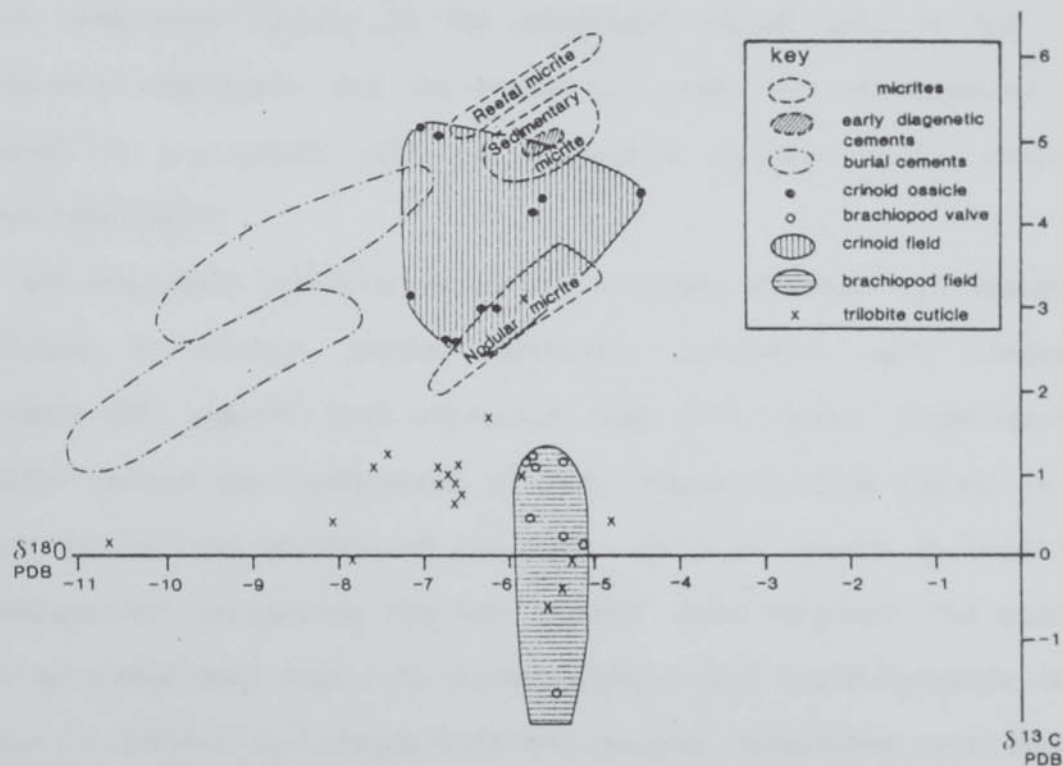 key
micrites
early diagenetic
cements
burial cements
crinoid ossicle
brachiopod valve
crinoid field
brachiopod field
x trilobite cuticle
Reefal micrite
Sedimentary
micrite
Nodular micrite
6
5
4
3
2
1
0
-1
δ18O
PDB
-11 -10 -9 -8 -7 -6 -5 -4 -3 -2 -1
δ13C
PDB